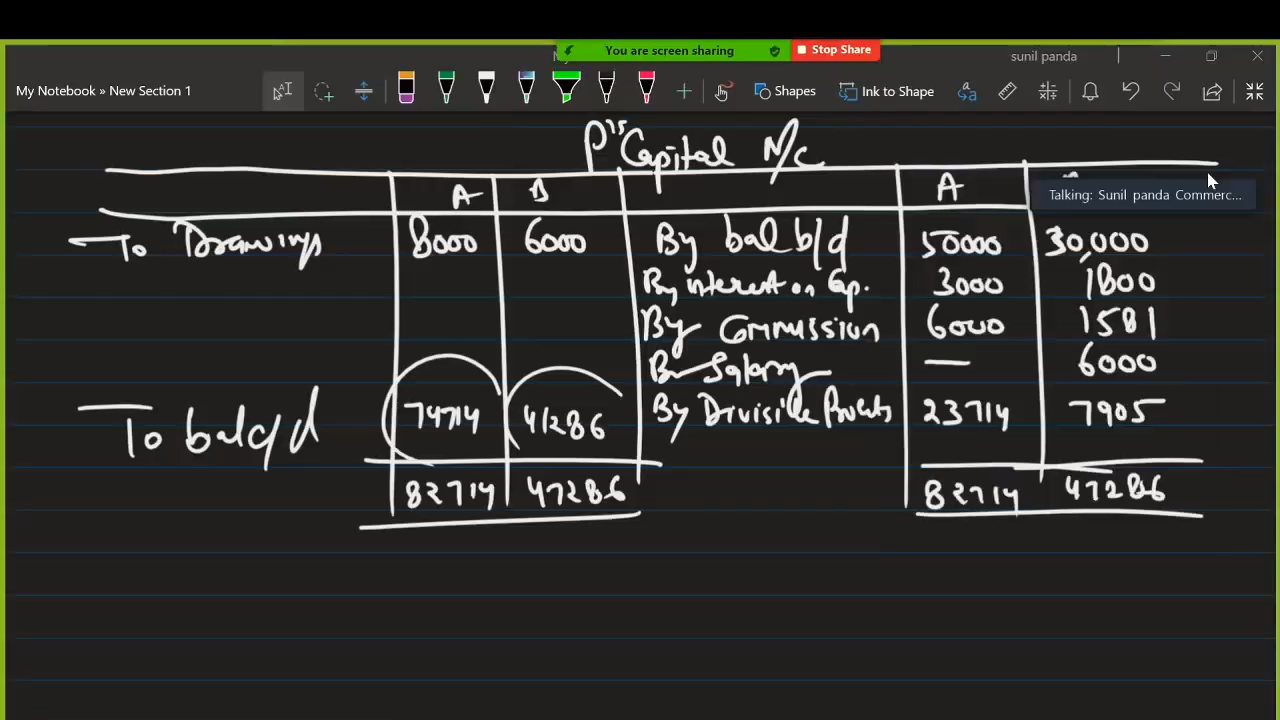 You are screen sharing Stop Share
sunil panda
My Notebook » New Section 1 Shapes Ink to Shape
Prs Capital A/c
A B A
Talking: Sunil panda Commerc...
To Drawings 8000 6000 By bal b/d 50000 30,000
By interest on Cap. 3000 1800
By Commission 6000 1581
By Salary — 6000
To bal c/d 74714 41286 By Divisible Profits 23714 7905
82714 47286 82714 47286